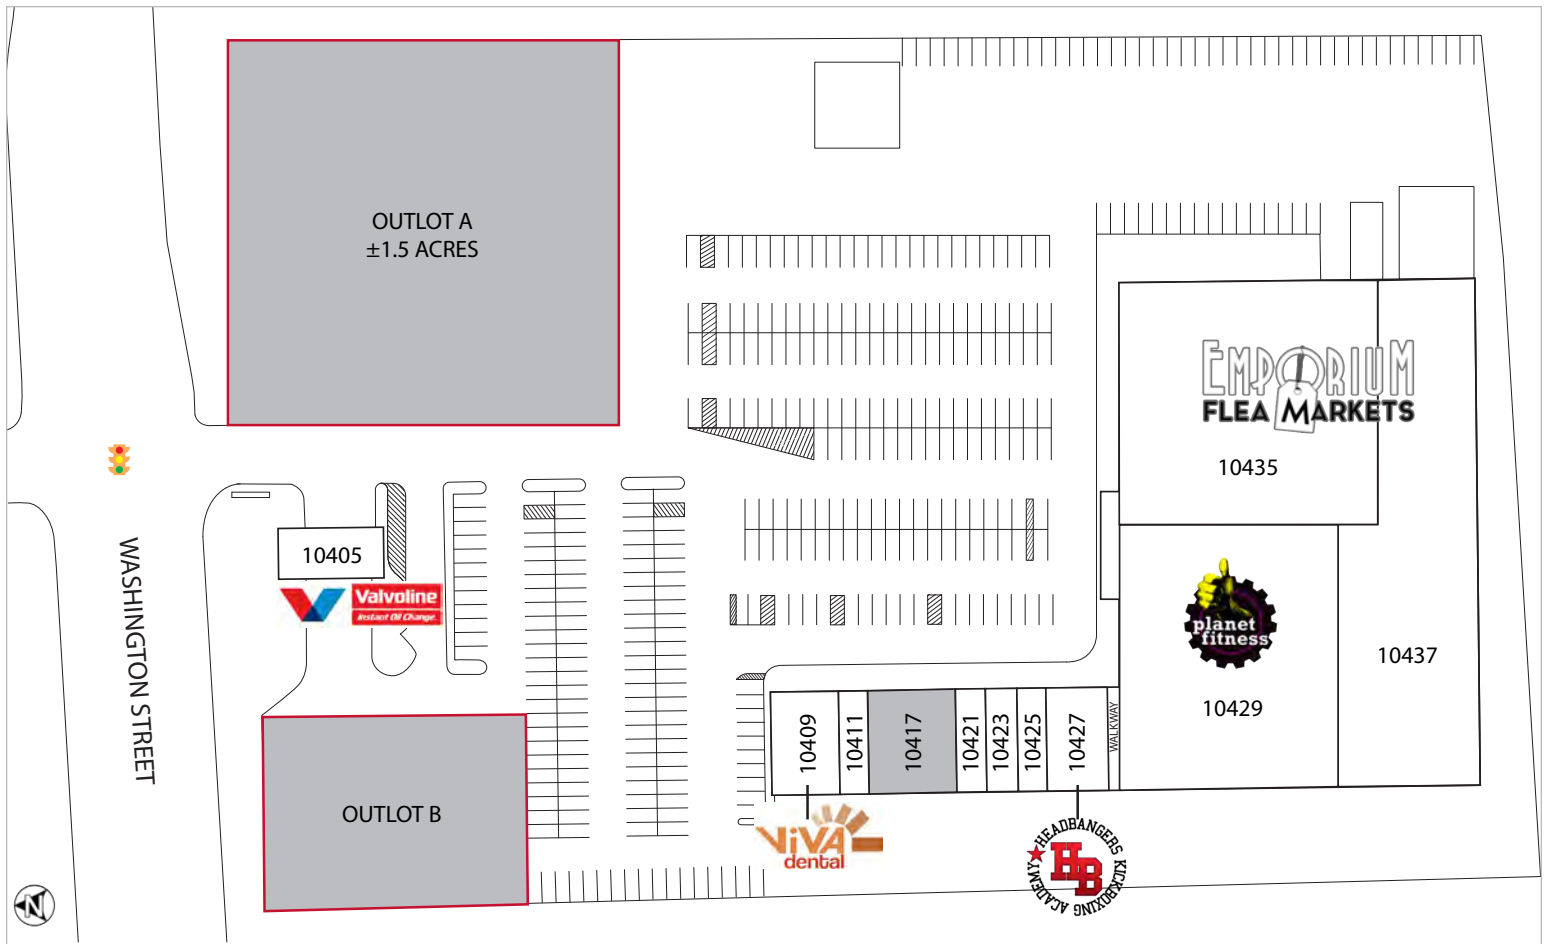 OUTLOT A
±1.5 ACRES
EMPORIUM
FLEA MARKETS
10435
WASHINGTON STREET
10405
Valvoline
Instant Oil Change.
planet
fitness
10437
10429
10409
10411
10417
10421
10423
10425
10427
WALKWAY
OUTLOT B
ViVA
dental
HEADBANGERS KICKBOXING ACADEMY
HB
N